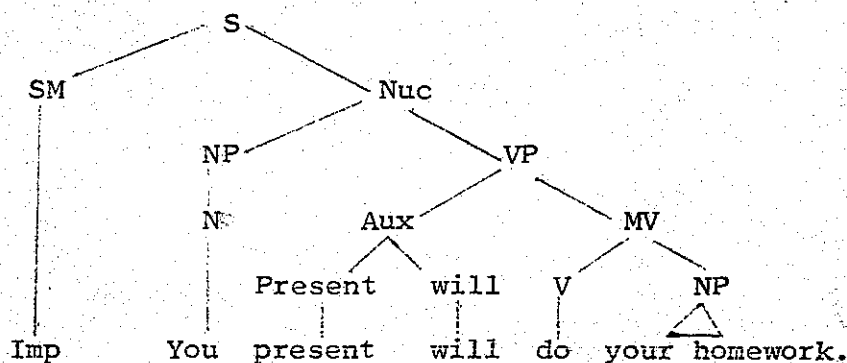 S
SM Nuc
NP VP
N Aux MV
Present will V NP
Imp You present will do your homework.